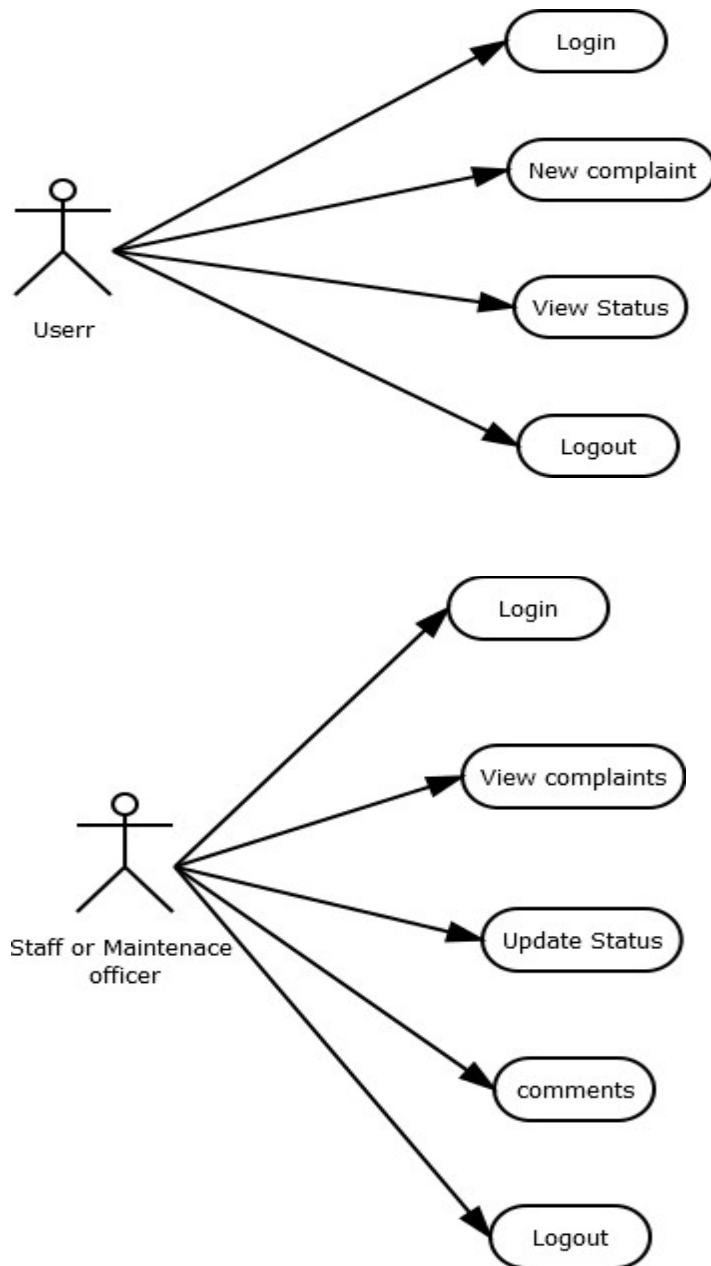 Login
New complaint
View Status
Userr
Logout
Login
View complaints
Update Status
Staff or Maintenace
officer
comments
Logout